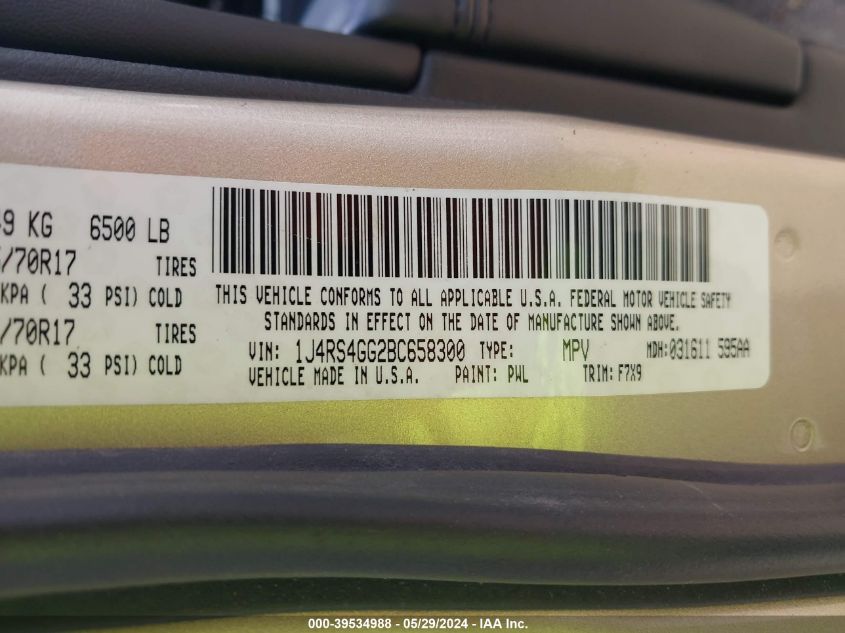 9 KG 6500 LB
/70R17 TIRES
KPA ( 33 PSI) COLD
/70R17 TIRES
KPA ( 33 PSI) COLD
THIS VEHICLE CONFORMS TO ALL APPLICABLE U.S.A. FEDERAL MOTOR VEHICLE SAFETY
STANDARDS IN EFFECT ON THE DATE OF MANUFACTURE SHOWN ABOVE.
VIN: 1J4RS4GG2BC658300 TYPE: MPV MDH:031611 595AA
VEHICLE MADE IN U.S.A. PAINT: PWL TRIM: F7X9
000-39534988 - 05/29/2024 - IAA Inc.